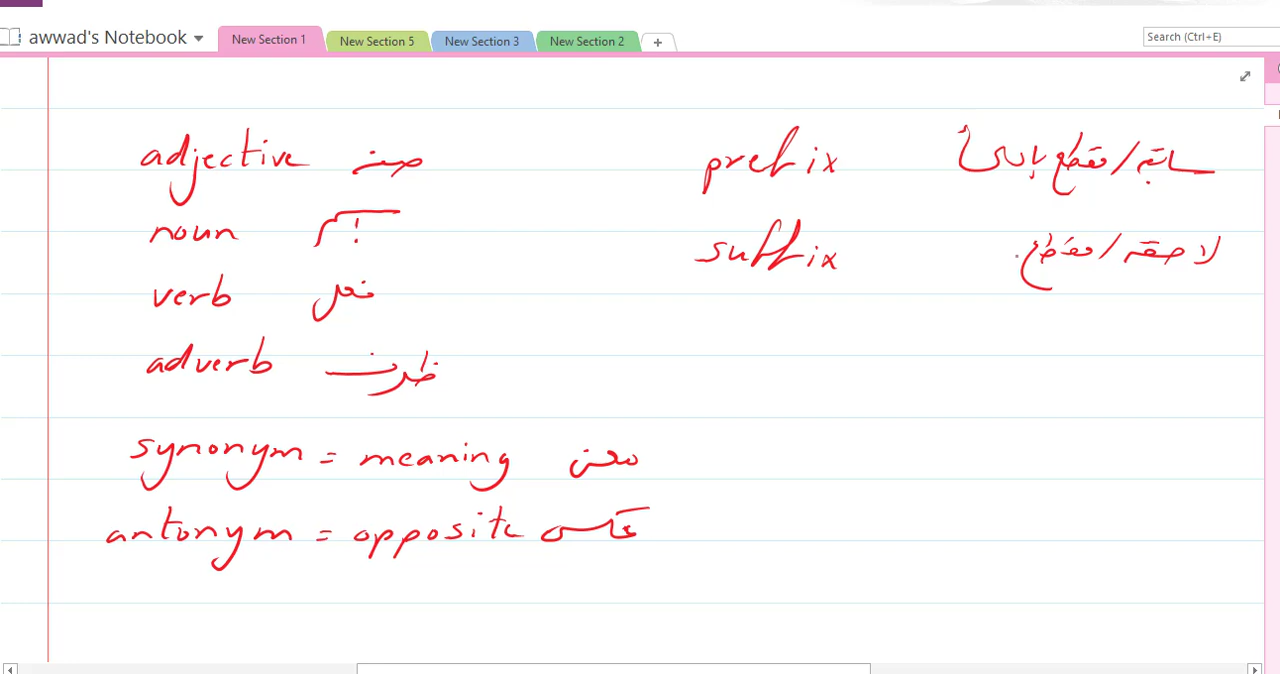 awwad's Notebook
New Section 1 New Section 5 New Section 3 New Section 2 +
Search (Ctrl+E)
adjective صفة
noun
verb فعل
adverb ظرف
synonym = meaning معنى
antonym = opposite عكس
prefix سابقة / مقطع بادئ
suffix لاحقة / مقطع